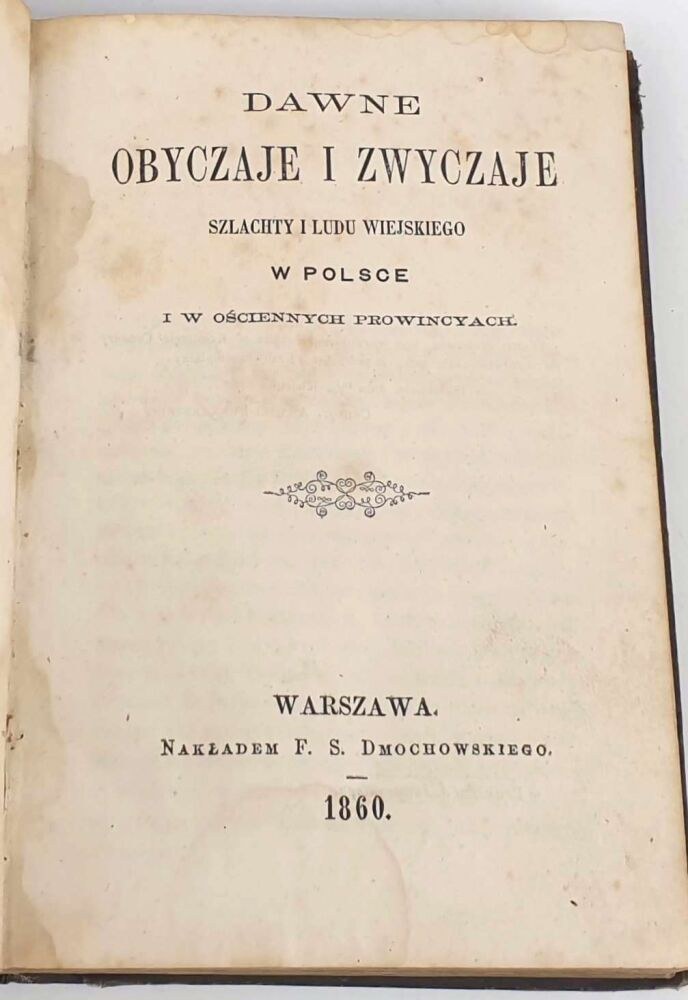 DAWNE
OBYCZAJE I ZWYCZAJE
SZLACHTY I LUDU WIEJSKIEGO
W POLSCE
I W OŚCIENNYCH PROWINCYACH.
WARSZAWA.
NAKŁADEM F. S. DMOCHOWSKIEGO.
1860.